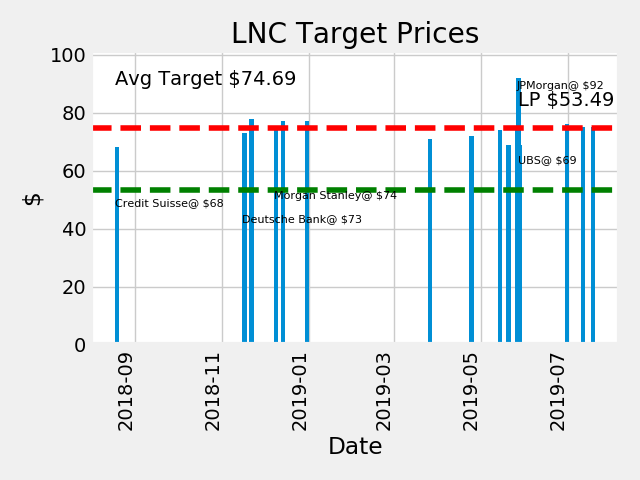 LNC Target Prices
100
80
60
40
20
0
$
Avg Target $74.69
JPMorgan@ $92
LP $53.49
UBS@ $69
Morgan Stanley@ $74
Credit Suisse@ $68
Deutsche Bank@ $73
2018-09
2018-11
2019-01
2019-03
2019-05
2019-07
Date